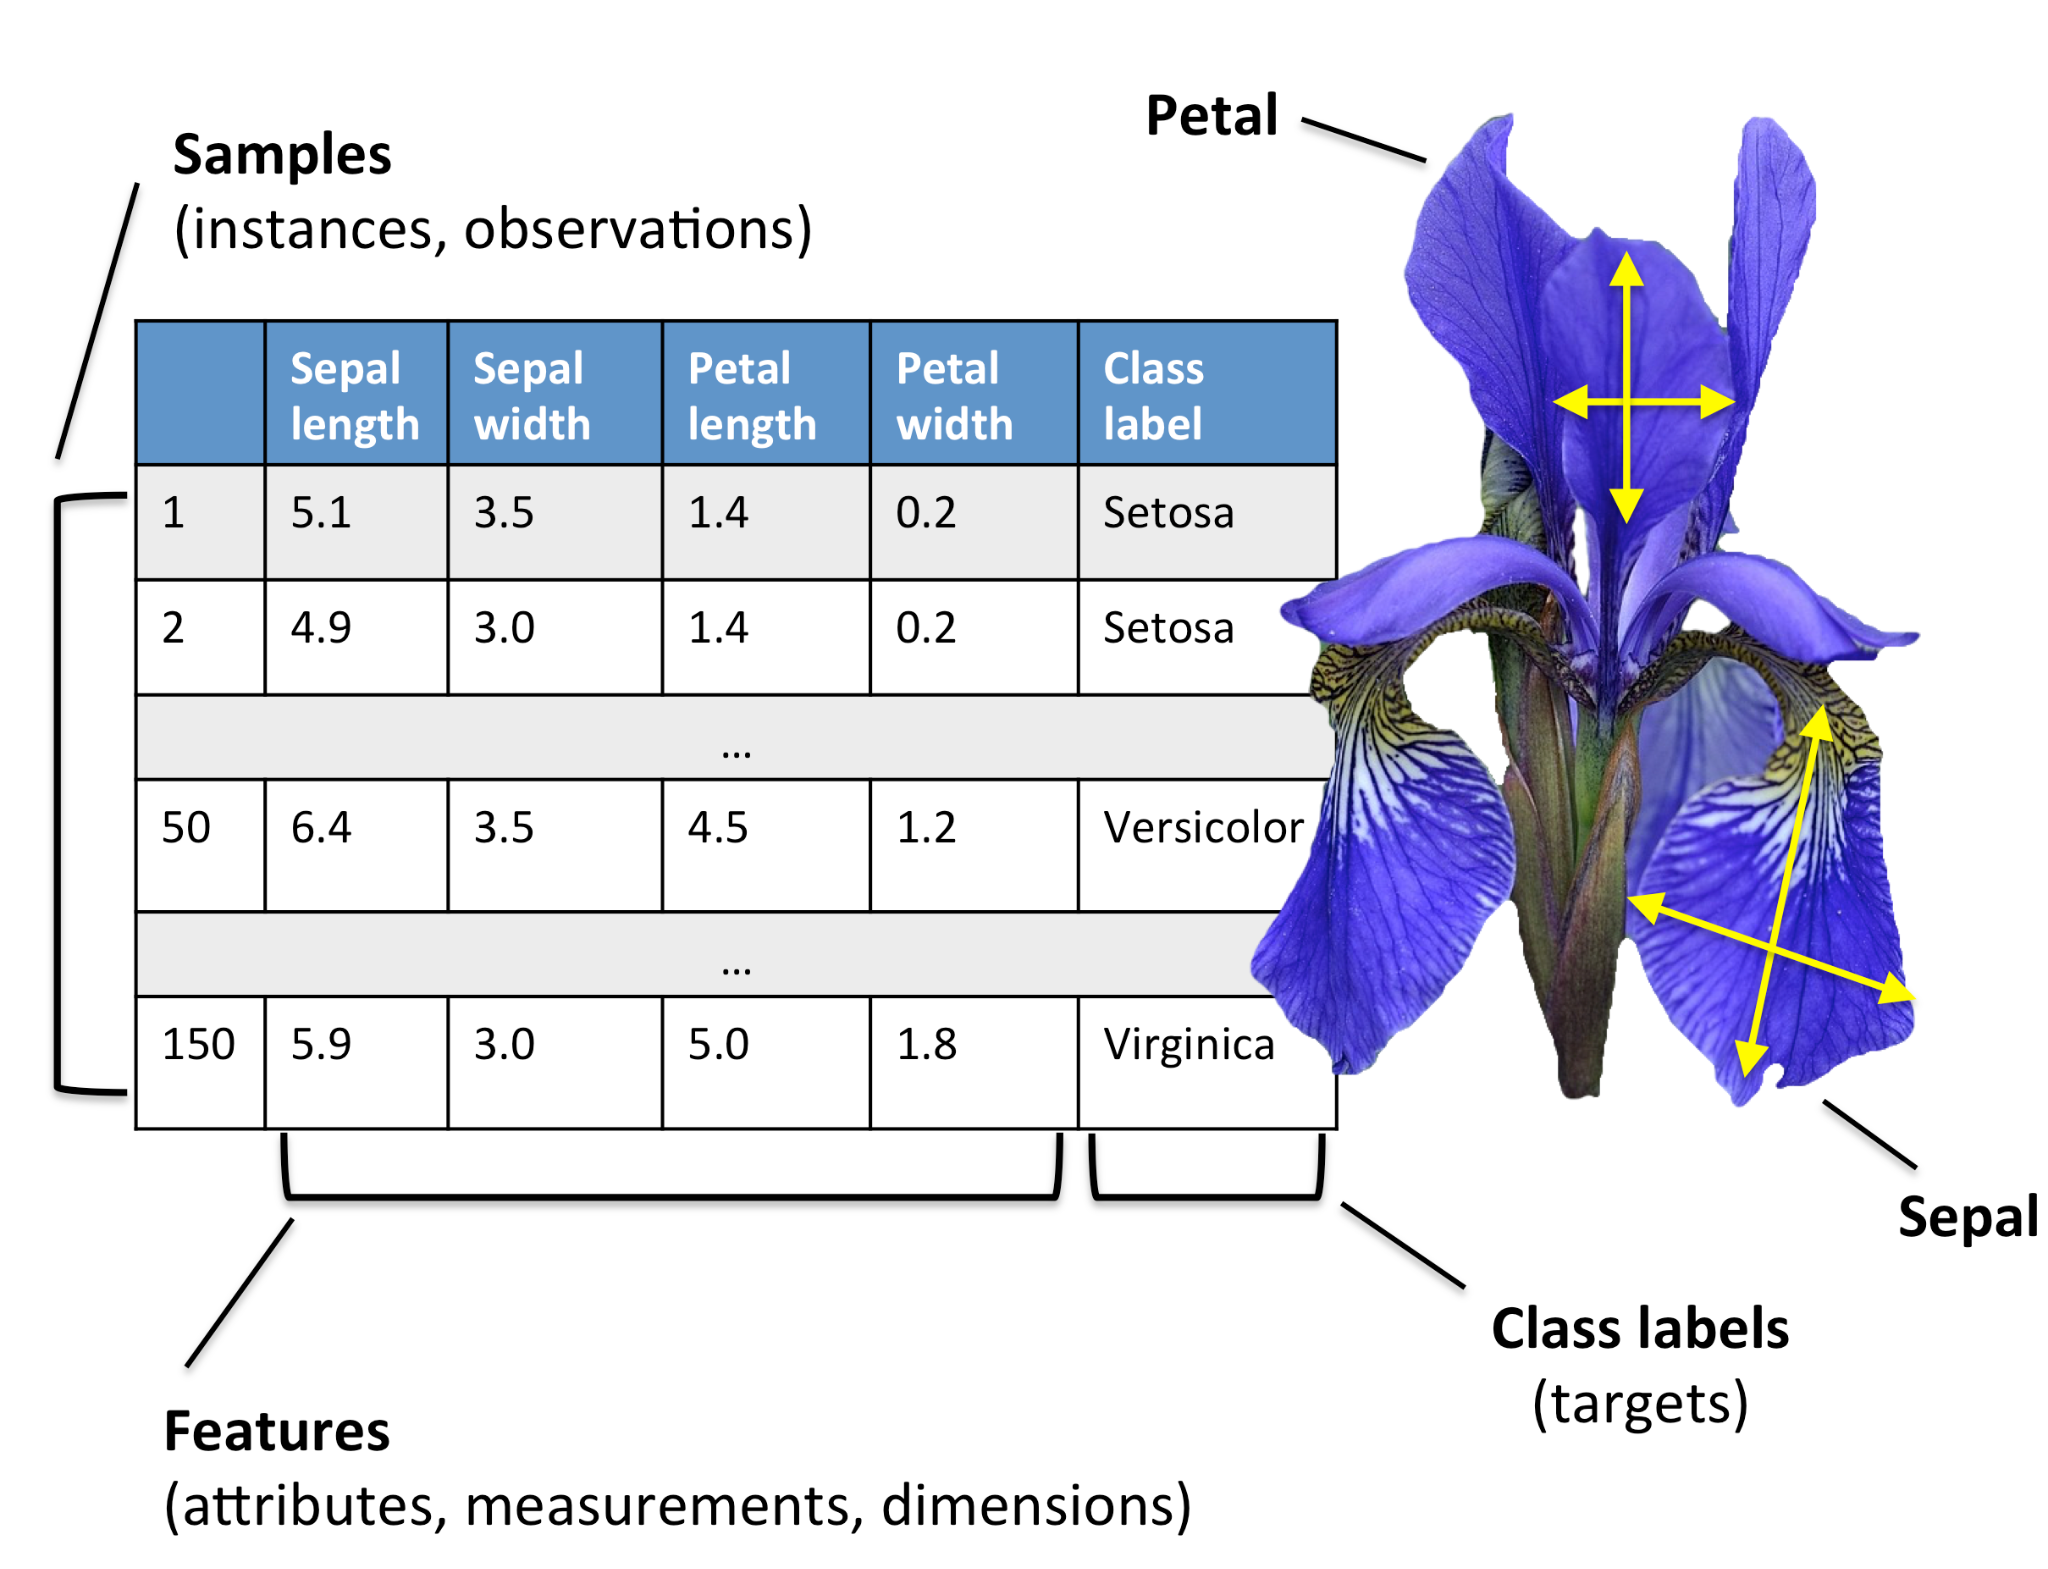 Petal
Samples
(instances, observations)
Sepal length Sepal width Petal length Petal width Class label
1 5.1 3.5 1.4 0.2 Setosa
2 4.9 3.0 1.4 0.2 Setosa
...
50 6.4 3.5 4.5 1.2 Versicolor
...
150 5.9 3.0 5.0 1.8 Virginica
Sepal
Class labels
(targets)
Features
(attributes, measurements, dimensions)